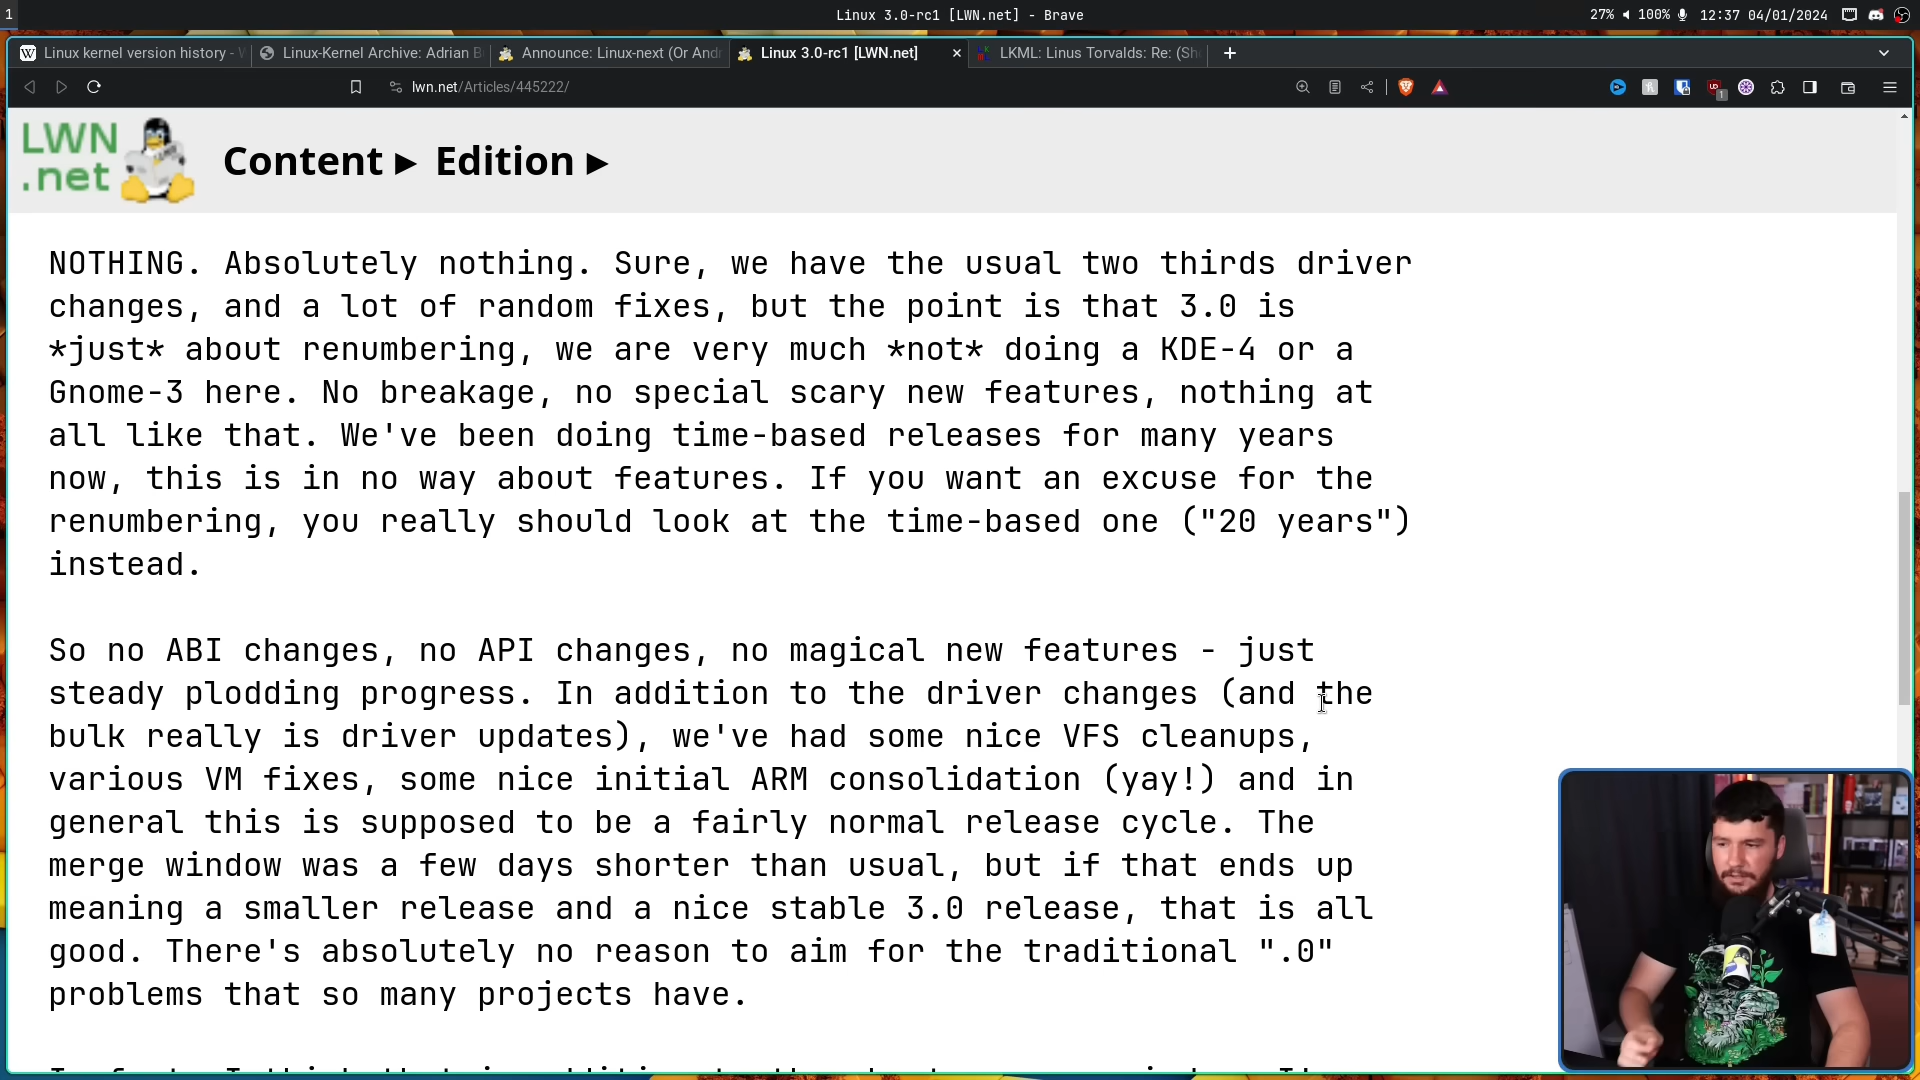 1
Linux 3.0-rc1 [LWN.net] - Brave
27% 100% 12:37 04/01/2024
Linux kernel version history - W
Linux-Kernel Archive: Adrian B
Announce: Linux-next (Or And
Linux 3.0-rc1 [LWN.net]
LKML: Linus Torvalds: Re: (Sh
lwn.net/Articles/445222/
1
LWN
.net
Content ► Edition ►
NOTHING. Absolutely nothing. Sure, we have the usual two thirds driver
changes, and a lot of random fixes, but the point is that 3.0 is
*just* about renumbering, we are very much *not* doing a KDE-4 or a
Gnome-3 here. No breakage, no special scary new features, nothing at
all like that. We've been doing time-based releases for many years
now, this is in no way about features. If you want an excuse for the
renumbering, you really should look at the time-based one ("20 years")
instead.
So no ABI changes, no API changes, no magical new features - just
steady plodding progress. In addition to the driver changes (and the
bulk really is driver updates), we've had some nice VFS cleanups,
various VM fixes, some nice initial ARM consolidation (yay!) and in
general this is supposed to be a fairly normal release cycle. The
merge window was a few days shorter than usual, but if that ends up
meaning a smaller release and a nice stable 3.0 release, that is all
good. There's absolutely no reason to aim for the traditional ".0"
problems that so many projects have.